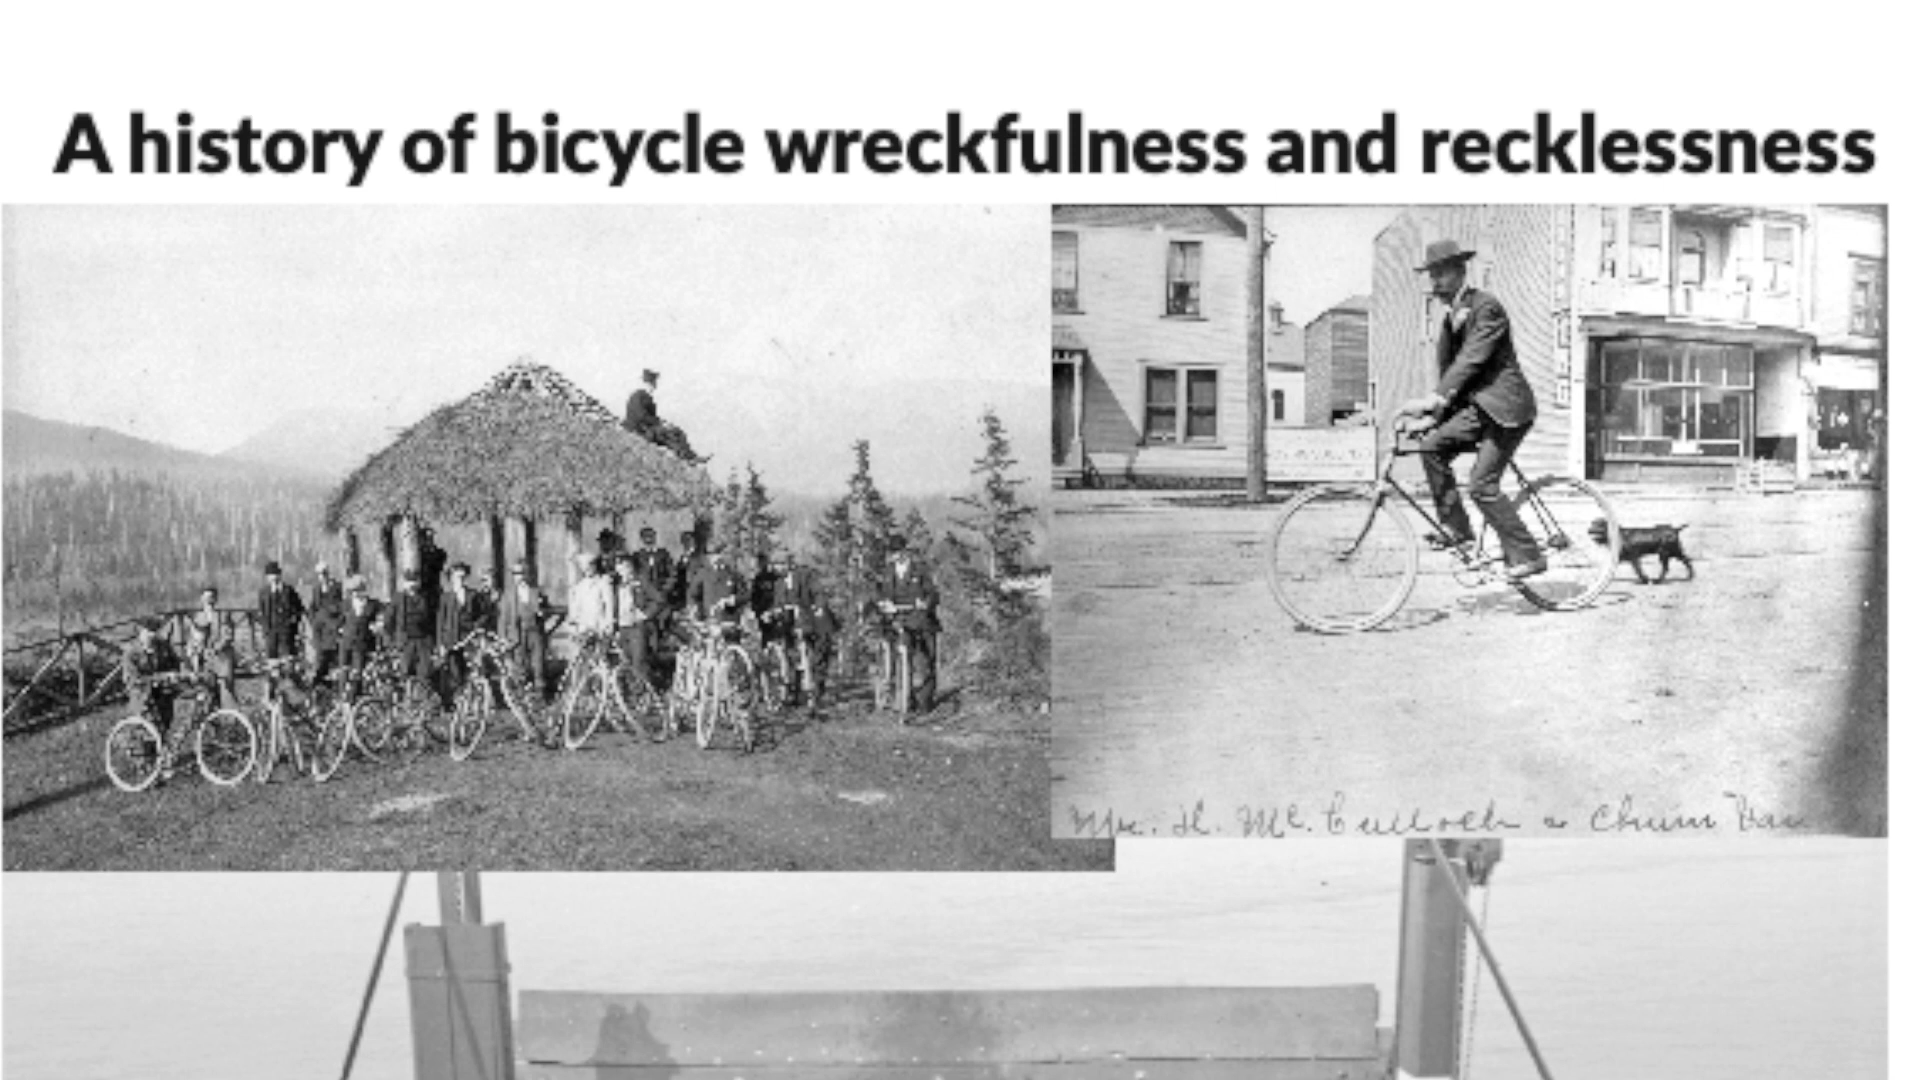 A history of bicycle wreckfulness and recklessness
Mr. H. McCulloch & Chum